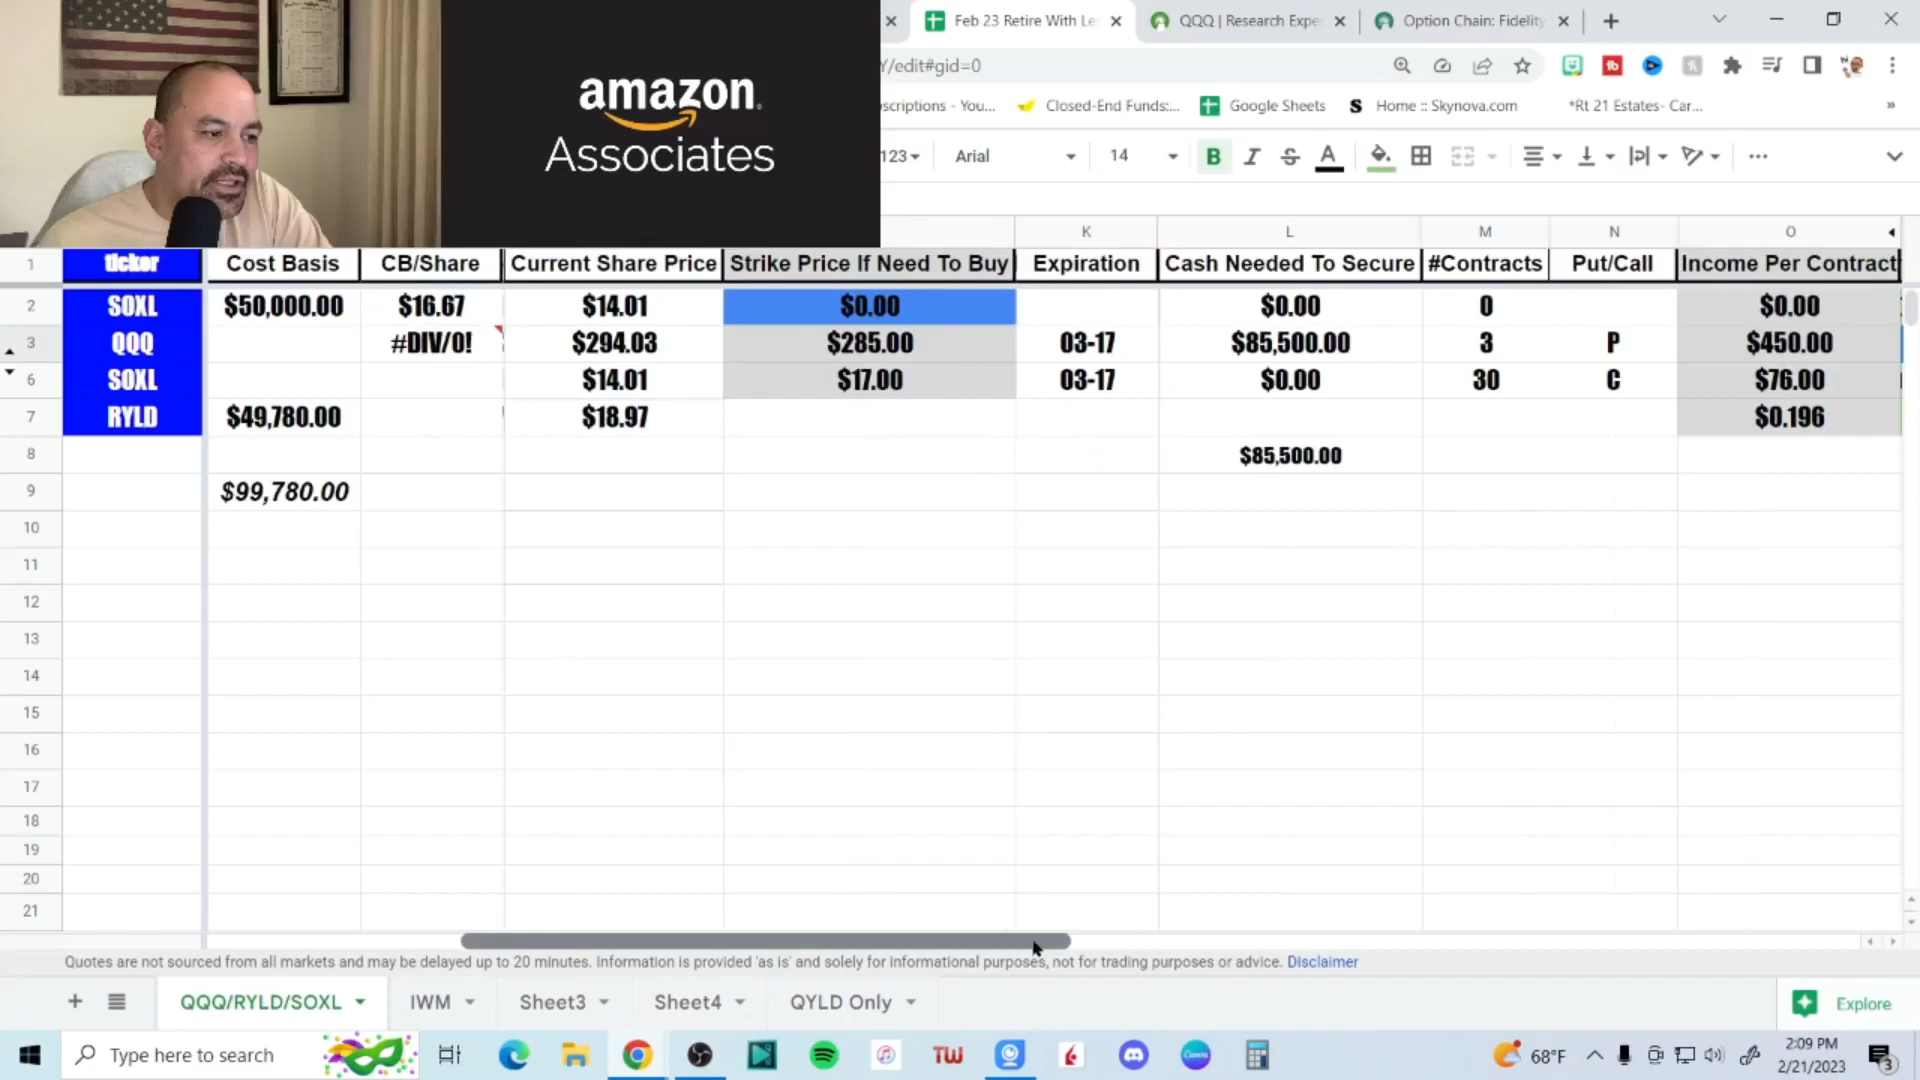 Feb 23 Retire With Le
QQQ | Research Expe
Option Chain: Fidelity
Y/edit#gid=0
scriptions - You...
Closed-End Funds:...
Google Sheets
Home :: Skynova.com
*Rt 21 Estates- Car...
amazon
Associates
123
Arial
14
B
I
S
A
K
L
M
N
O
1
ticker
Cost Basis
CB/Share
Current Share Price
Strike Price If Need To Buy
Expiration
Cash Needed To Secure
#Contracts
Put/Call
Income Per Contract
2
SOXL
$50,000.00
$16.67
$14.01
$0.00
$0.00
0
$0.00
3
QQQ
#DIV/0!
$294.03
$285.00
03-17
$85,500.00
3
P
$450.00
6
SOXL
$14.01
$17.00
03-17
$0.00
30
C
$76.00
7
RYLD
$49,780.00
$18.97
$0.196
8
$85,500.00
9
$99,780.00
10
11
12
13
14
15
16
17
18
19
20
21
Quotes are not sourced from all markets and may be delayed up to 20 minutes. Information is provided 'as is' and solely for informational purposes, not for trading purposes or advice. Disclaimer
QQQ/RYLD/SOXL
IWM
Sheet3
Sheet4
QYLD Only
Explore
Type here to search
TW
68°F
2:09 PM
2/21/2023
3